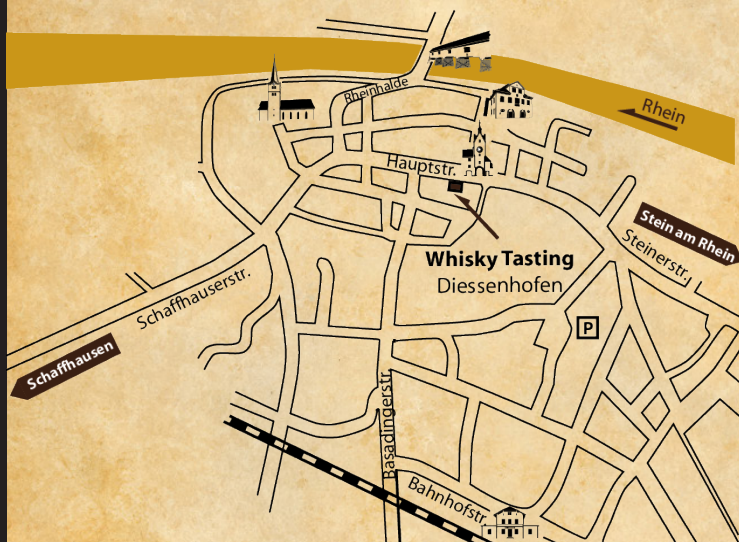 Rheinhalde
Rhein
Hauptstr.
Stein am Rhein
Steinerstr.
Whisky Tasting
Diessenhofen
Schaffhauserstr.
P
Schaffhausen
Basadingerstr.
Bahnhofstr.